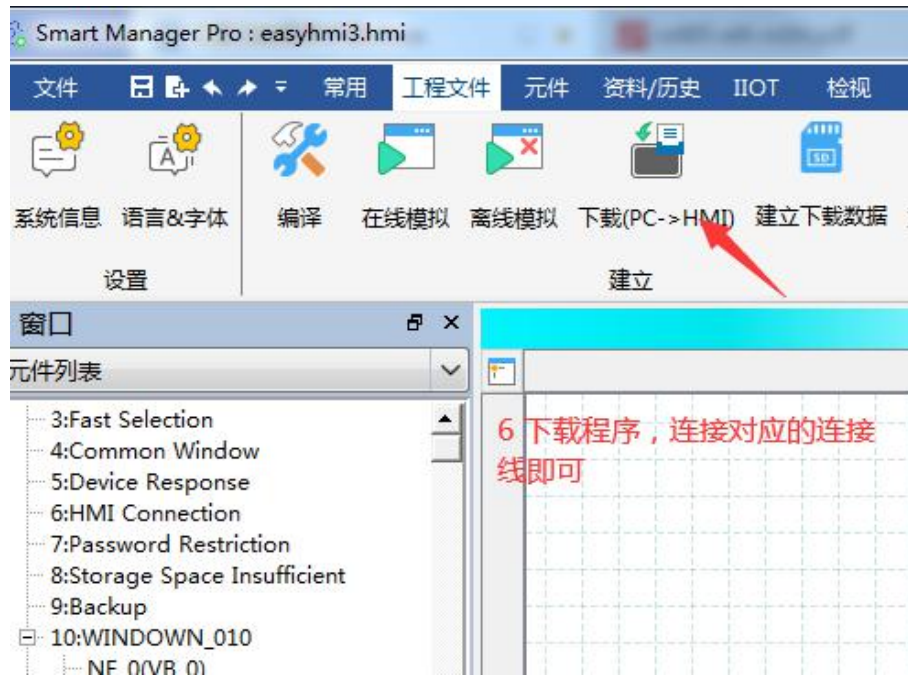 Smart Manager Pro : easyhmi3.hmi
文件 常用 工程文件 元件 资料/历史 IIOT 检视
系统信息 语言&字体 编译 在线模拟 离线模拟 下载(PC->HMI) 建立下载数据
设置 建立
窗口
元件列表
3:Fast Selection
4:Common Window
5:Device Response
6:HMI Connection
7:Password Restriction
8:Storage Space Insufficient
9:Backup
10:WINDOWN_010
NE_0(VB_0)
6 下载程序，连接对应的连接
线即可